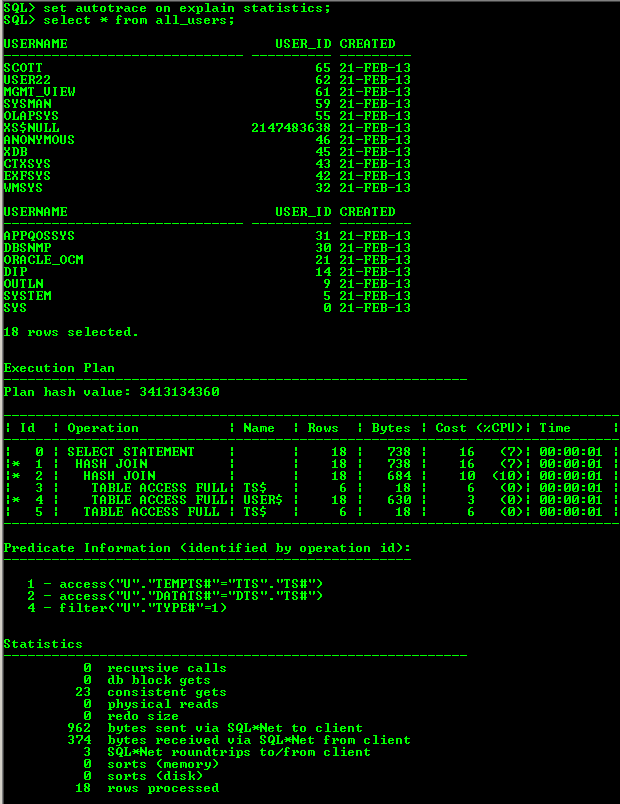 SQL> set autotrace on explain statistics;
SQL> select * from all_users;

USERNAME                          USER_ID CREATED
------------------------------ ---------- ---------
SCOTT                                  65 21-FEB-13
USER22                                 62 21-FEB-13
MGMT_VIEW                              61 21-FEB-13
SYSMAN                                 59 21-FEB-13
OLAPSYS                                55 21-FEB-13
XS$NULL                        2147483638 21-FEB-13
ANONYMOUS                              46 21-FEB-13
XDB                                    45 21-FEB-13
CTXSYS                                 43 21-FEB-13
EXFSYS                                 42 21-FEB-13
WMSYS                                  32 21-FEB-13

USERNAME                          USER_ID CREATED
------------------------------ ---------- ---------
APPQOSSYS                              31 21-FEB-13
DBSNMP                                 30 21-FEB-13
ORACLE_OCM                             21 21-FEB-13
DIP                                    14 21-FEB-13
OUTLN                                   9 21-FEB-13
SYSTEM                                  5 21-FEB-13
SYS                                     0 21-FEB-13

18 rows selected.

Execution Plan
----------------------------------------------------------
Plan hash value: 3413134360

-----------------------------------------------------------------------------
| Id  | Operation           | Name  | Rows  | Bytes | Cost (%CPU)| Time     |
-----------------------------------------------------------------------------
|   0 | SELECT STATEMENT    |       |    18 |   738 |    16   (7)| 00:00:01 |
|*  1 |  HASH JOIN          |       |    18 |   738 |    16   (7)| 00:00:01 |
|*  2 |   HASH JOIN         |       |    18 |   684 |    10  (10)| 00:00:01 |
|   3 |    TABLE ACCESS FULL| TS$   |     6 |    18 |     6   (0)| 00:00:01 |
|*  4 |    TABLE ACCESS FULL| USER$ |    18 |   630 |     3   (0)| 00:00:01 |
|   5 |   TABLE ACCESS FULL | TS$   |     6 |    18 |     6   (0)| 00:00:01 |
-----------------------------------------------------------------------------

Predicate Information (identified by operation id):
---------------------------------------------------

   1 - access("U"."TEMPTS#"="TTS"."TS#")
   2 - access("U"."DATATS#"="DTS"."TS#")
   4 - filter("U"."TYPE#"=1)

Statistics
----------------------------------------------------------
          0  recursive calls
          0  db block gets
         23  consistent gets
          0  physical reads
          0  redo size
        962  bytes sent via SQL*Net to client
        374  bytes received via SQL*Net from client
          3  SQL*Net roundtrips to/from client
          0  sorts (memory)
          0  sorts (disk)
         18  rows processed